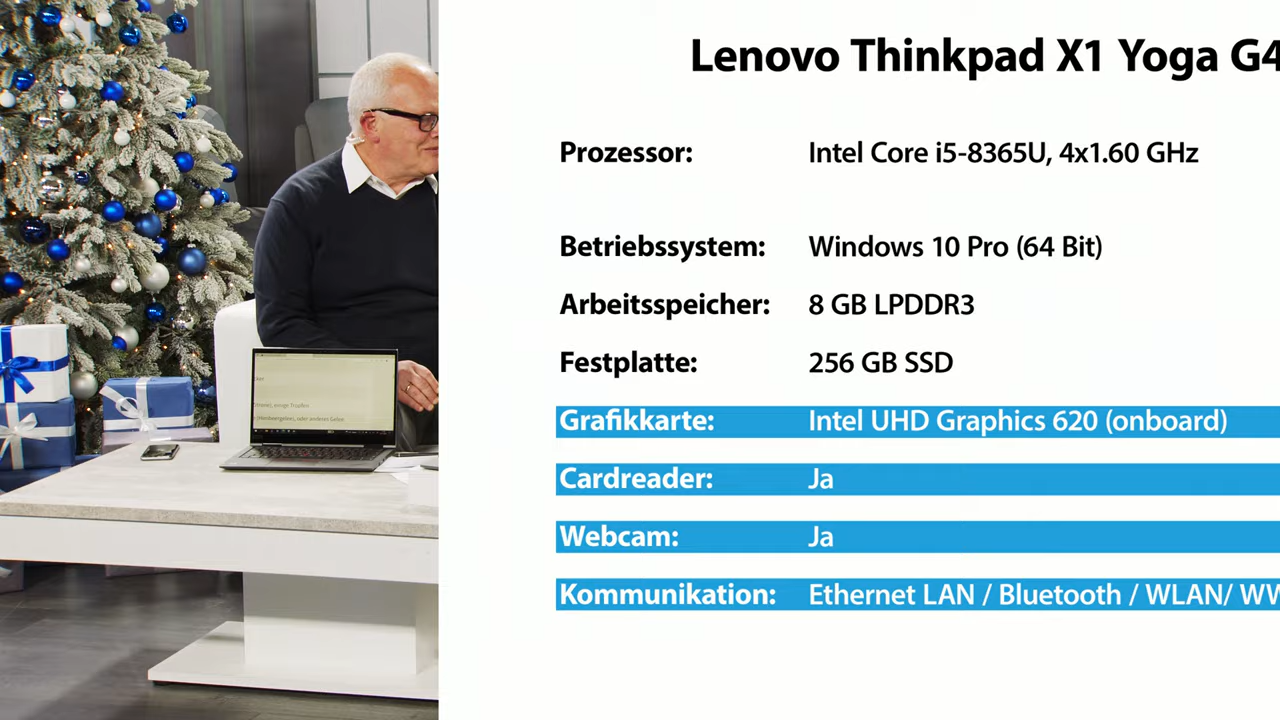 Lenovo Thinkpad X1 Yoga G4
Prozessor: Intel Core i5-8365U, 4x1.60 GHz
Betriebssystem: Windows 10 Pro (64 Bit)
Arbeitsspeicher: 8 GB LPDDR3
Festplatte: 256 GB SSD
Grafikkarte: Intel UHD Graphics 620 (onboard)
Cardreader: Ja
Webcam: Ja
Kommunikation: Ethernet LAN / Bluetooth / WLAN/